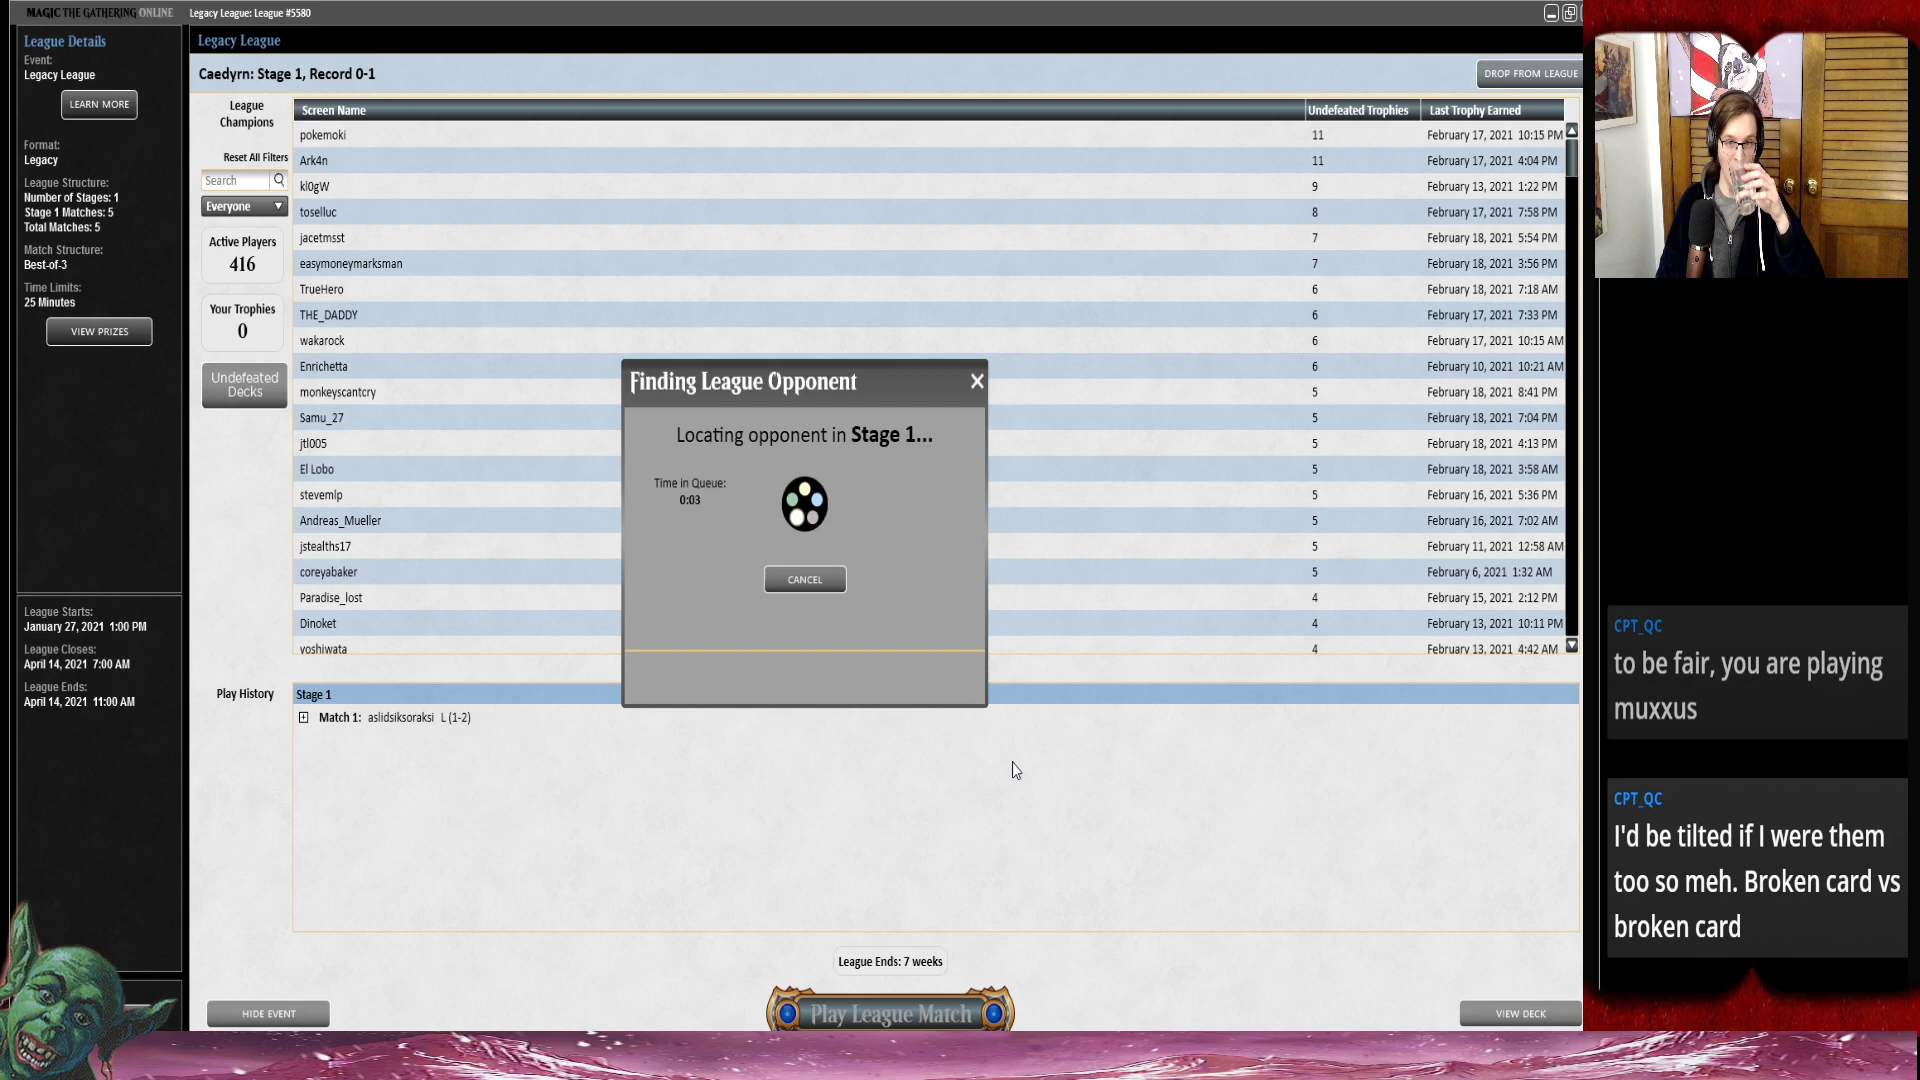 MAGIC THE GATHERING ONLINE
Legacy League: League #5580
League Details
Event:
Legacy League
LEARN MORE
Format:
Legacy
League Structure:
Number of Stages: 1
Stage 1 Matches: 5
Total Matches: 5
Match Structure:
Best-of-3
Time Limits:
25 Minutes
VIEW PRIZES
League Starts:
January 27, 2021 1:00 PM
League Closes:
April 14, 2021 7:00 AM
League Ends:
April 14, 2021 11:00 AM
Legacy League
Caedyrn: Stage 1, Record 0-1
DROP FROM LEAGUE
League
Champions
Reset All Filters
Search
Everyone
Active Players
416
Your Trophies
0
Undefeated
Decks
Screen Name Undefeated Trophies Last Trophy Earned
pokemoki 11 February 17, 2021 10:15 PM
Ark4n 11 February 17, 2021 4:04 PM
kl0gW 9 February 13, 2021 1:22 PM
toselluc 8 February 17, 2021 7:58 PM
jacetmsst 7 February 18, 2021 5:54 PM
easymoneymarksman 7 February 18, 2021 3:56 PM
TrueHero 6 February 18, 2021 7:18 AM
THE_DADDY 6 February 17, 2021 7:33 PM
wakarock 6 February 17, 2021 10:15 AM
Enrichetta 6 February 10, 2021 10:21 AM
monkeyscantcry 5 February 18, 2021 8:41 PM
Samu_27 5 February 18, 2021 7:04 PM
jtl005 5 February 18, 2021 4:13 PM
El Lobo 5 February 18, 2021 3:58 AM
stevemlp 5 February 16, 2021 5:36 PM
Andreas_Mueller 5 February 16, 2021 7:02 AM
jstealths17 5 February 11, 2021 12:58 AM
coreyabaker 5 February 6, 2021 1:32 AM
Paradise_lost 4 February 15, 2021 2:12 PM
Dinoket 4 February 13, 2021 10:11 PM
yoshiwata 4 February 13, 2021 4:42 AM
Finding League Opponent
Locating opponent in Stage 1...
Time in Queue:
0:03
CANCEL
Play History
Stage 1
Match 1: aslidsiksoraksi L (1-2)
League Ends: 7 weeks
HIDE EVENT
Play League Match
VIEW DECK
CPT_QC
to be fair, you are playing
muxxus
CPT_QC
I'd be tilted if I were them
too so meh. Broken card vs
broken card